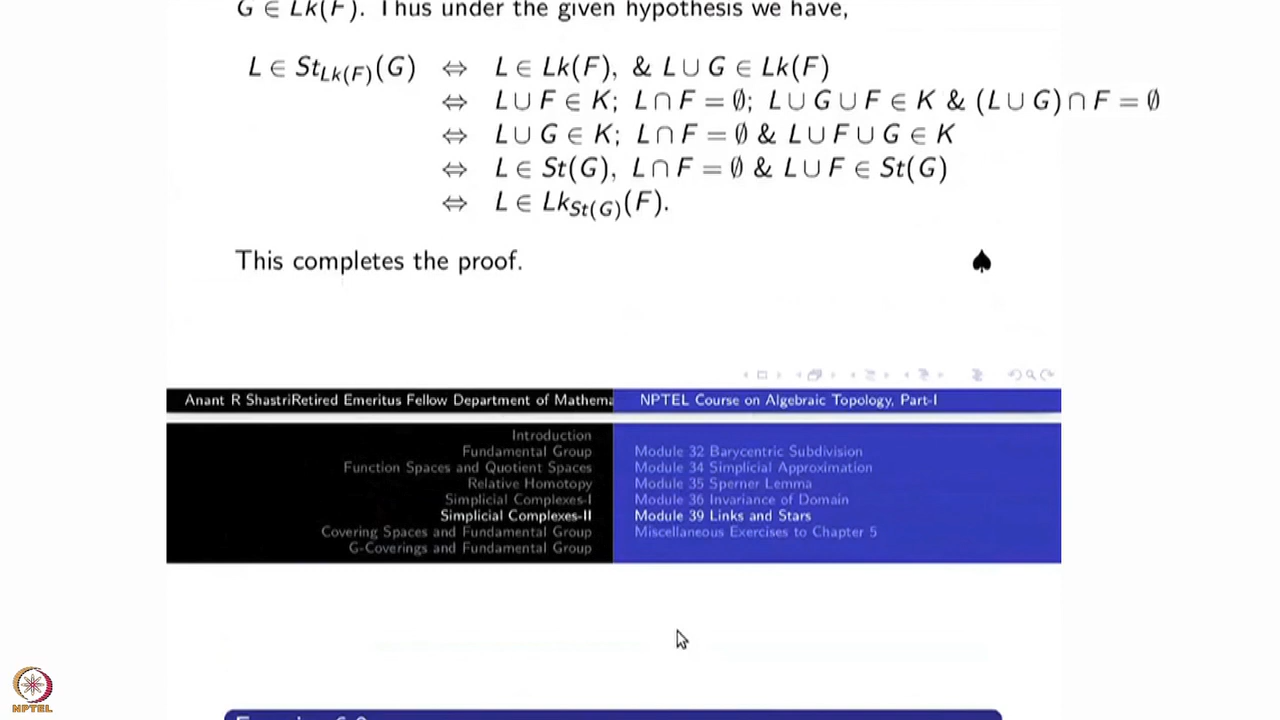 G ∈ Lk(F). Thus under the given hypothesis we have,
L ∈ St_{Lk(F)}(G) ⇔ L ∈ Lk(F), & L ∪ G ∈ Lk(F)
⇔ L ∪ F ∈ K; L ∩ F = ∅; L ∪ G ∪ F ∈ K & (L ∪ G) ∩ F = ∅
⇔ L ∪ G ∈ K; L ∩ F = ∅ & L ∪ F ∪ G ∈ K
⇔ L ∈ St(G), L ∩ F = ∅ & L ∪ F ∈ St(G)
⇔ L ∈ Lk_{St(G)}(F).
This completes the proof. ♠
Anant R ShastriRetired Emeritus Fellow Department of Mathema
NPTEL Course on Algebraic Topology, Part-I
Introduction
Fundamental Group
Function Spaces and Quotient Spaces
Relative Homotopy
Simplicial Complexes-I
Simplicial Complexes-II
Covering Spaces and Fundamental Group
G-Coverings and Fundamental Group
Module 32 Barycentric Subdivision
Module 34 Simplicial Approximation
Module 35 Sperner Lemma
Module 36 Invariance of Domain
Module 39 Links and Stars
Miscellaneous Exercises to Chapter 5
NPTEL